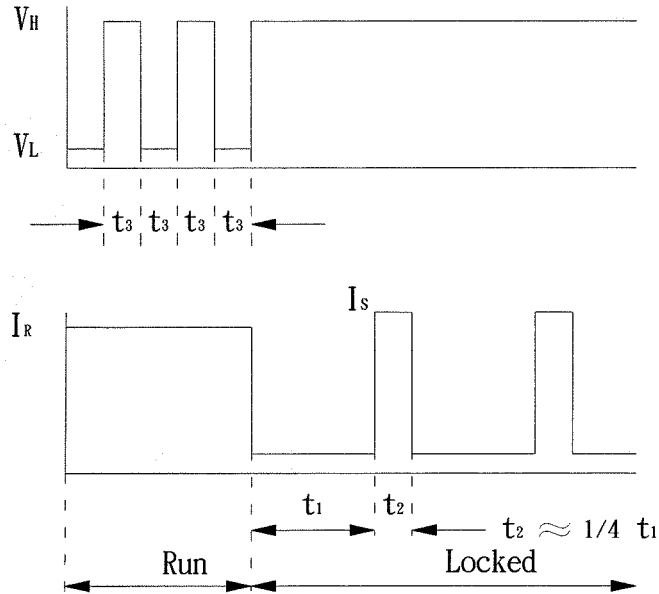 VH
VL
t3 t3 t3 t3
IS
IR
t1 t2
t2 ≈ 1/4 t1
Run Locked